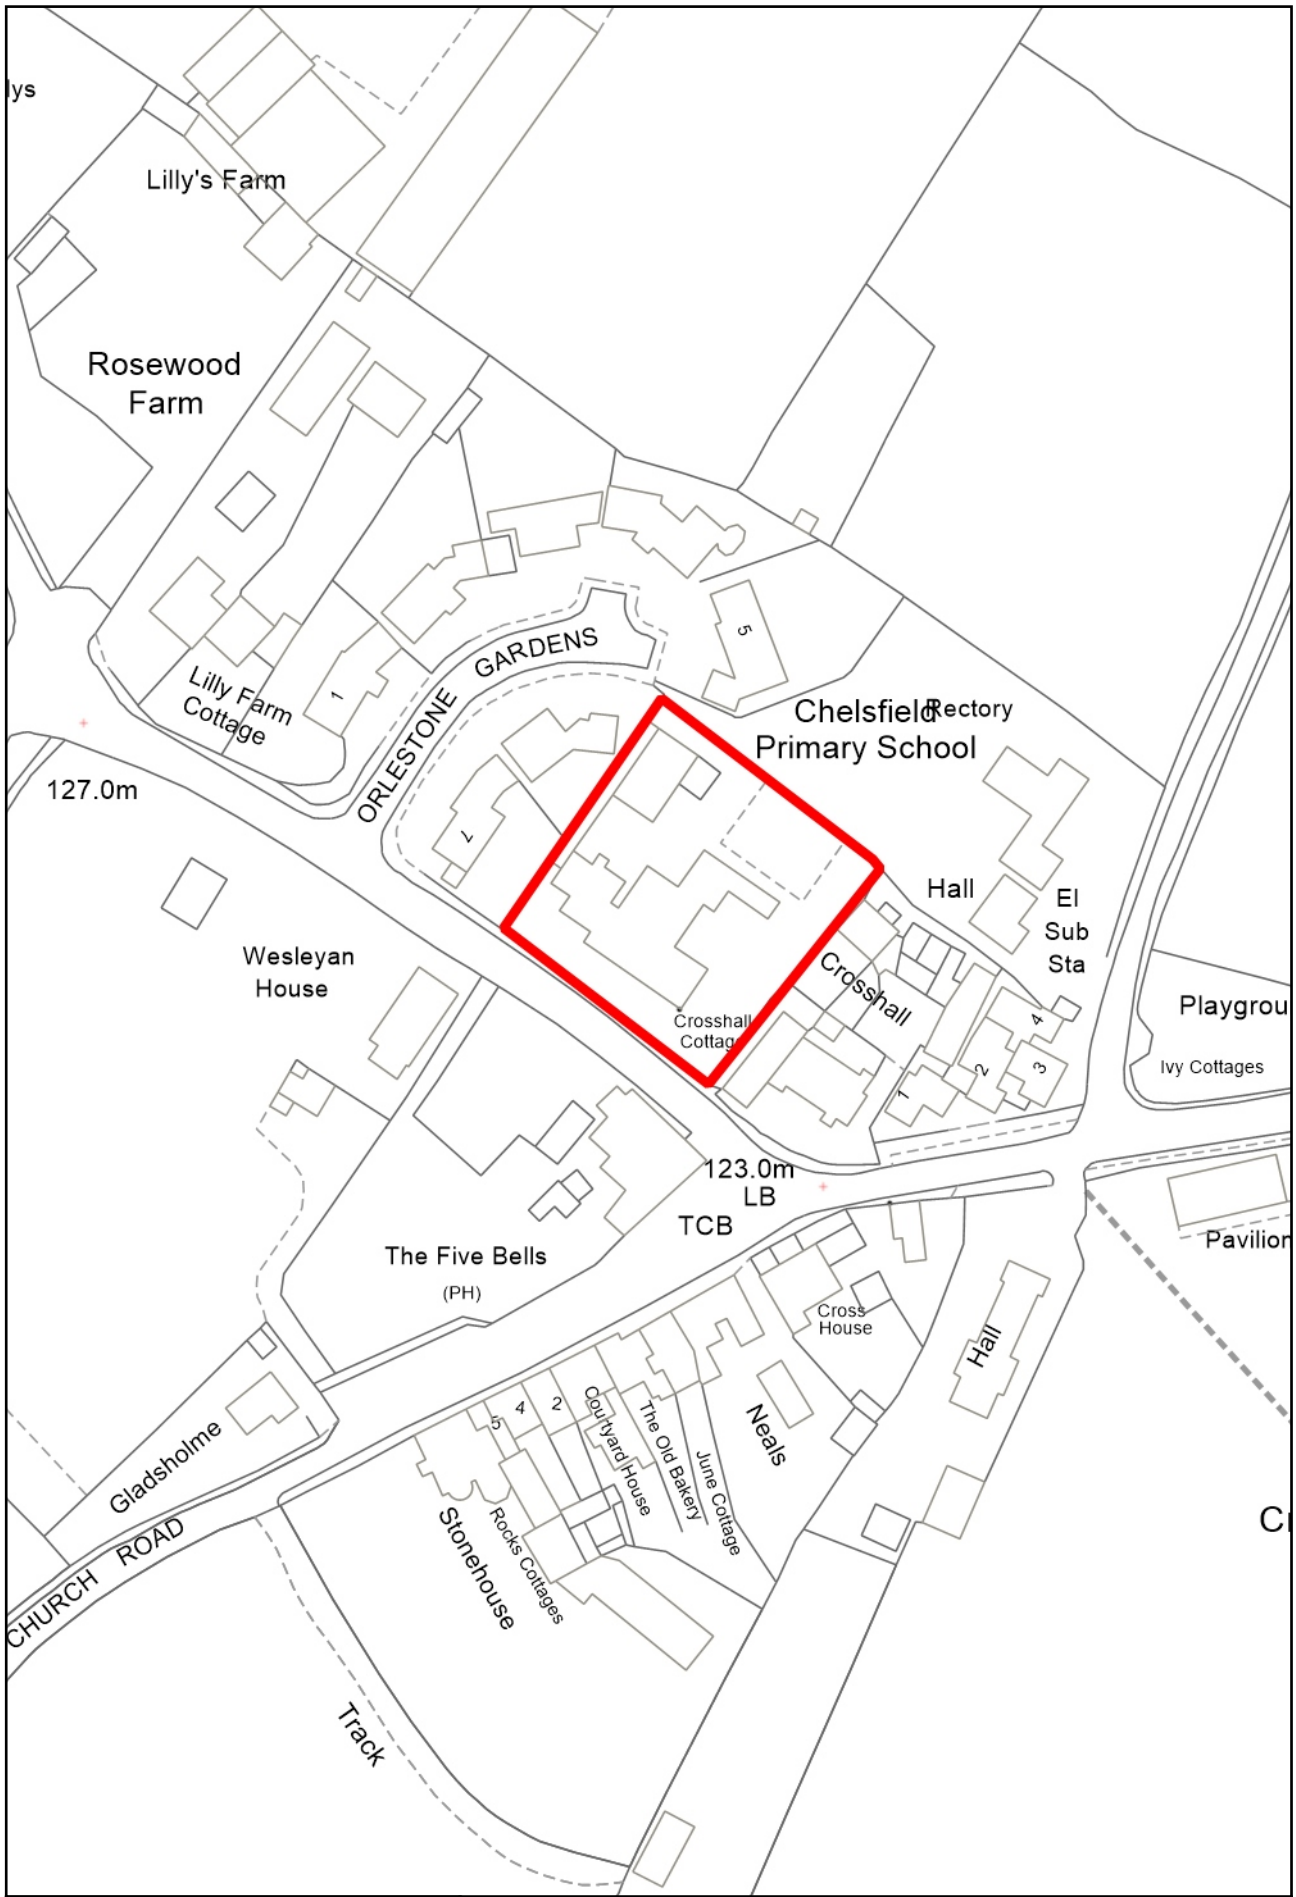 lys
Lilly's Farm
Rosewood
Farm
5
GARDENS
ORLESTONE
1
Lilly Farm
Cottage
Chelsfield
Primary School
Rectory
127.0m
7
Hall
El
Sub
Sta
Wesleyan
House
Crosshall
Crosshall
Cottag
4
2
3
1
Playgrou
Ivy Cottages
123.0m
LB
TCB
The Five Bells
(PH)
Pavilion
Cross
House
Hall
5
4
2
Courtyard House
The Old Bakery
June Cottage
Neals
Gladsholme
Stonehouse
Rocks Cottages
CHURCH ROAD
Track